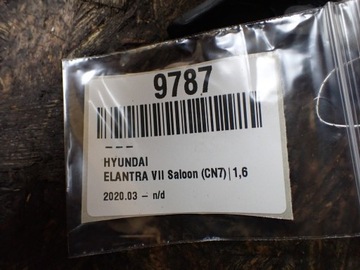 9787
---
HYUNDAI
ELANTRA VII Saloon (CN7)|1,6
2020.03 - n/d